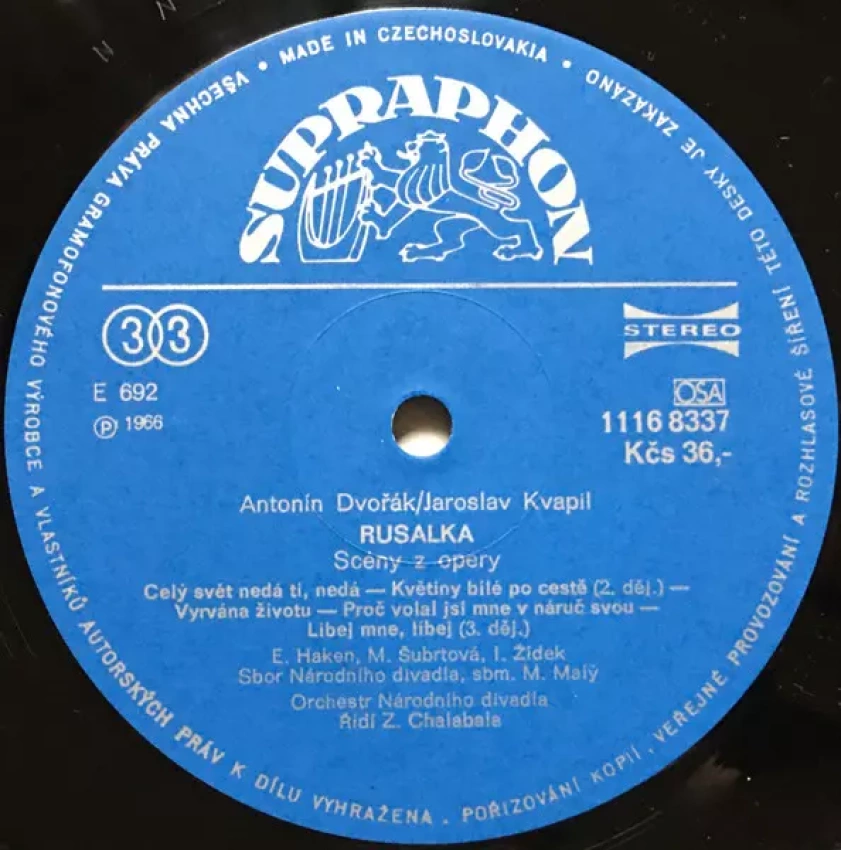 VŠECHNA PRÁVA GRAMOFONOVÉHO VÝROBCE A VLASTNÍKŮ AUTORSKÝCH PRÁV K DÍLU VYHRAŽENA. POŘIZOVÁNÍ KOPIÍ, VEŘEJNÉ PROVOZOVÁNÍ A ROZHLASOVÉ ŠÍŘENÍ TÉTO DESKY JE ZAKÁZÁNO • MADE IN CZECHOSLOVAKIA •
SUPRAPHON
33
STEREO
E 692
OSA
Ⓟ 1966
1116 8337
Kčs 36,-
Antonín Dvořák/Jaroslav Kvapil
RUSALKA
Scény z opery
Celý svět nedá ti, nedá — Květiny bílé po cestě (2. děj.) —
Vyrvána životu — Proč volal jsi mne v náruč svou —
Líbej mne, líbej (3. děj.)
E. Haken, M. Šubrtová, I. Žídek
Sbor Národního divadla, sbm. M. Malý
Orchestr Národního divadla
Řídí Z. Chalabala